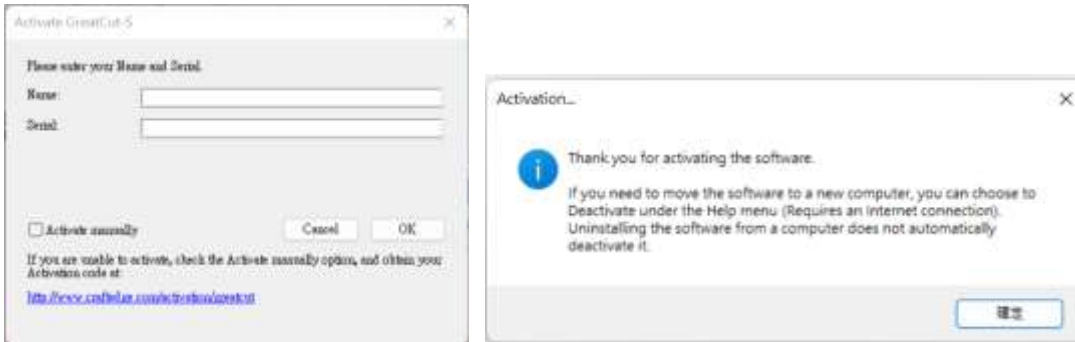 Activate GreatCut-S
Please enter your Name and Serial.
Name:
Serial:
Activate manually
Cancel
OK
If you are unable to activate, check the Activate manually option, and obtain your
Activation code at:
Activation...
Thank you for activating the software.
If you need to move the software to a new computer, you can choose to
Deactivate under the Help menu (Requires an Internet connection).
Uninstalling the software from a computer does not automatically
deactivate it.
確定